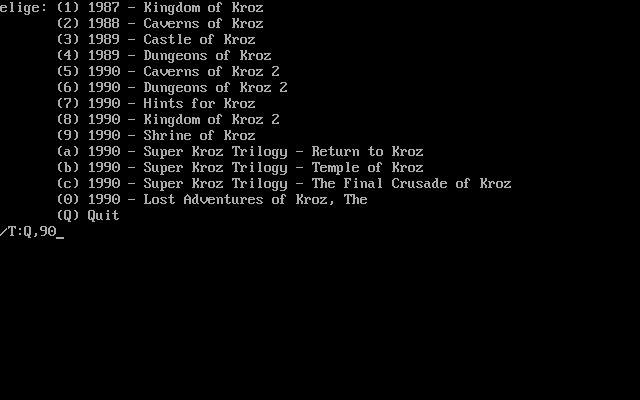 elige: (1) 1987 - Kingdom of Kroz
(2) 1988 - Caverns of Kroz
(3) 1989 - Castle of Kroz
(4) 1989 - Dungeons of Kroz
(5) 1990 - Caverns of Kroz 2
(6) 1990 - Dungeons of Kroz 2
(7) 1990 - Hints for Kroz
(8) 1990 - Kingdom of Kroz 2
(9) 1990 - Shrine of Kroz
(a) 1990 - Super Kroz Trilogy - Return to Kroz
(b) 1990 - Super Kroz Trilogy - Temple of Kroz
(c) 1990 - Super Kroz Trilogy - The Final Crusade of Kroz
(0) 1990 - Lost Adventures of Kroz, The
(Q) Quit
/T:Q,90_